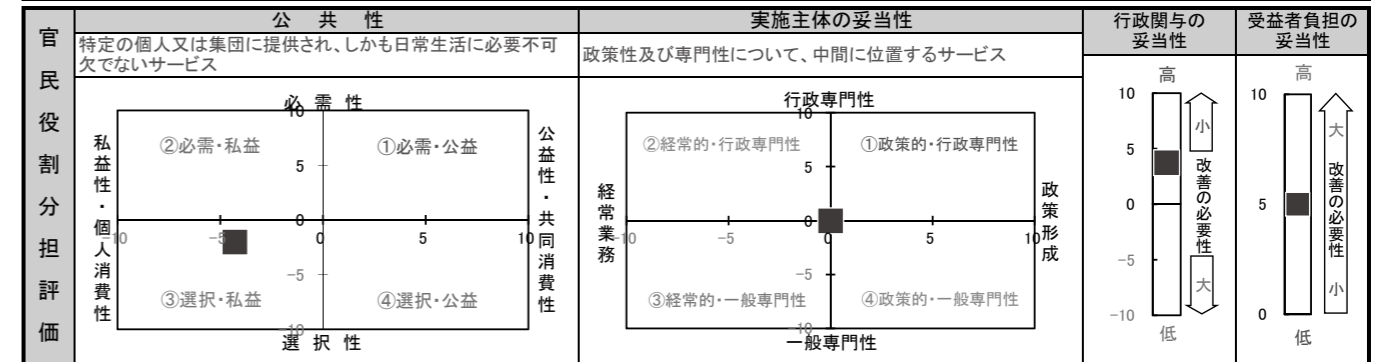 官民役割分担評価
公共性
特定の個人又は集団に提供され、しかも日常生活に必要不可
欠でないサービス
必需性
10
②必需・私益
①必需・公益
5
私益性・個人消費性
公益性・共同消費性
0
-10
-5
0
5
10
-5
③選択・私益
④選択・公益
-10
選択性
実施主体の妥当性
政策性及び専門性について、中間に位置するサービス
行政専門性
10
②経常的・行政専門性
①政策的・行政専門性
5
経常業務
政策形成
0
-10
-5
0
5
10
-5
③経常的・一般専門性
④政策的・一般専門性
-10
一般専門性
行政関与の
妥当性
高
10
5
0
-5
-10
小
改善の必要性
大
低
受益者負担の
妥当性
高
10
5
0
大
改善の必要性
小
低